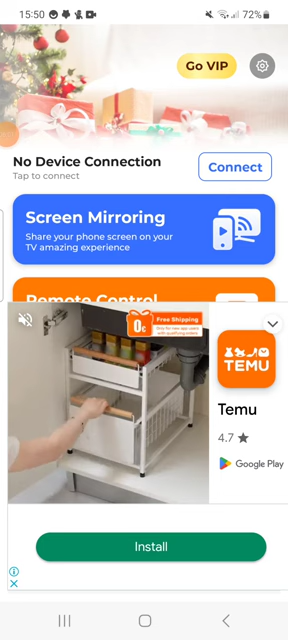 15:50
72%
Go VIP
No Device Connection
Tap to connect
Connect
Screen Mirroring
Share your phone screen on your
TV amazing experience
Remote Control
Free Shipping
0€
TEMU
Temu
4.7 ★
Google Play
Install